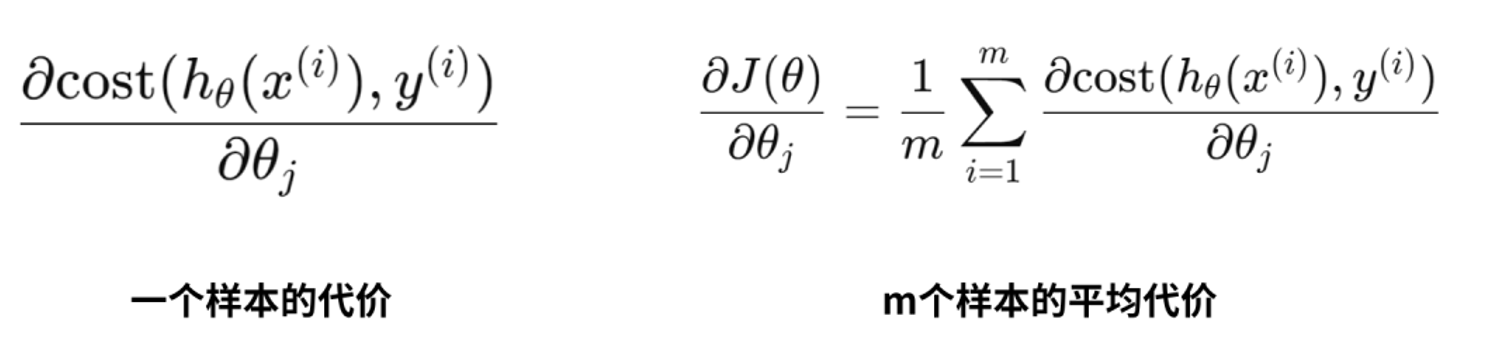 ∂cost(h_θ(x^(i)), y^(i)) / ∂θ_j
∂J(θ) / ∂θ_j = 1/m ∑_{i=1}^{m} ∂cost(h_θ(x^(i)), y^(i)) / ∂θ_j
一个样本的代价
m个样本的平均代价